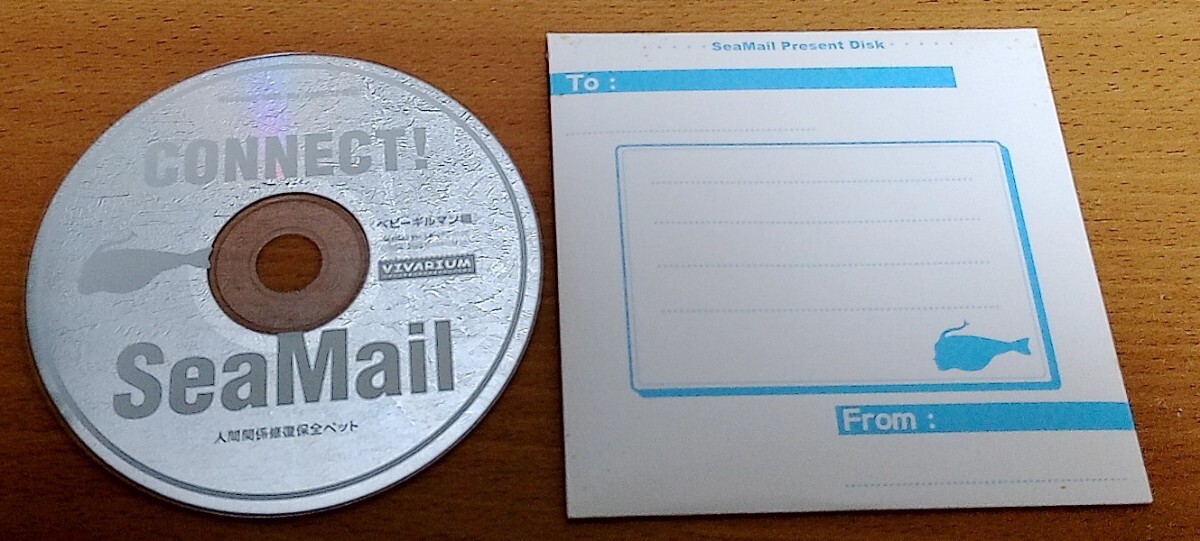 CONNECT!
ベビーギルマン編
VIVARIUM
SeaMail
人間関係修復保全ペット
SeaMail Present Disk
To :
From :